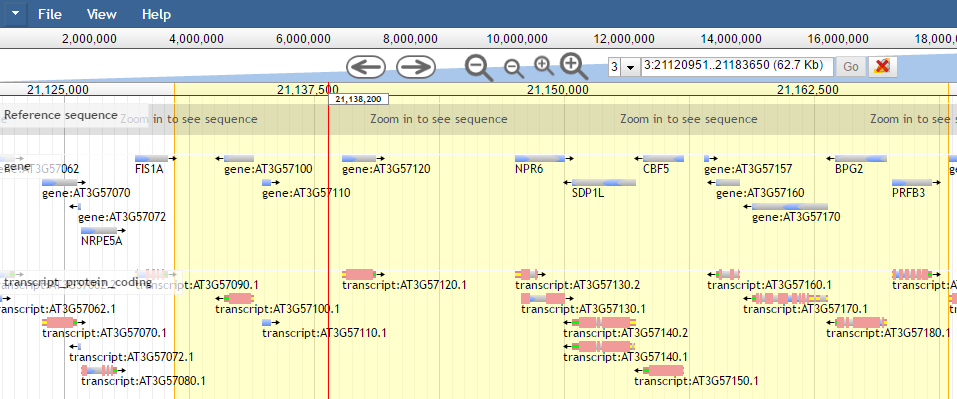 File View Help
2,000,000 4,000,000 6,000,000 8,000,000 10,000,000 12,000,000 14,000,000 16,000,000 18,000,
3 3:21120951..21183650 (62.7 Kb) Go
21,125,000 21,137,500 21,150,000 21,162,500
21,138,200
Reference sequence Zoom in to see sequence Zoom in to see sequence Zoom in to see sequence Zoom in to see
gene
gene:AT3G57062 FIS1A gene:AT3G57100 gene:AT3G57120 NPR6 CBF5 gene:AT3G57157 BPG2
gene:AT3G57070 gene:AT3G57110 SDP1L gene:AT3G57160 PRFB3
gene:AT3G57072 gene:AT3G57170
NRPE5A
transcript_protein_coding
transcript:AT3G57090.1 transcript:AT3G57120.1 transcript:AT3G57130.2 transcript:AT3G57160.1 transcript:
transcript:AT3G57062.1 transcript:AT3G57100.1 transcript:AT3G57130.1 transcript:AT3G57170.1
transcript:AT3G57070.1 transcript:AT3G57110.1 transcript:AT3G57140.2 transcript:AT3G57180.1
transcript:AT3G57072.1 transcript:AT3G57140.1
transcript:AT3G57080.1 transcript:AT3G57150.1